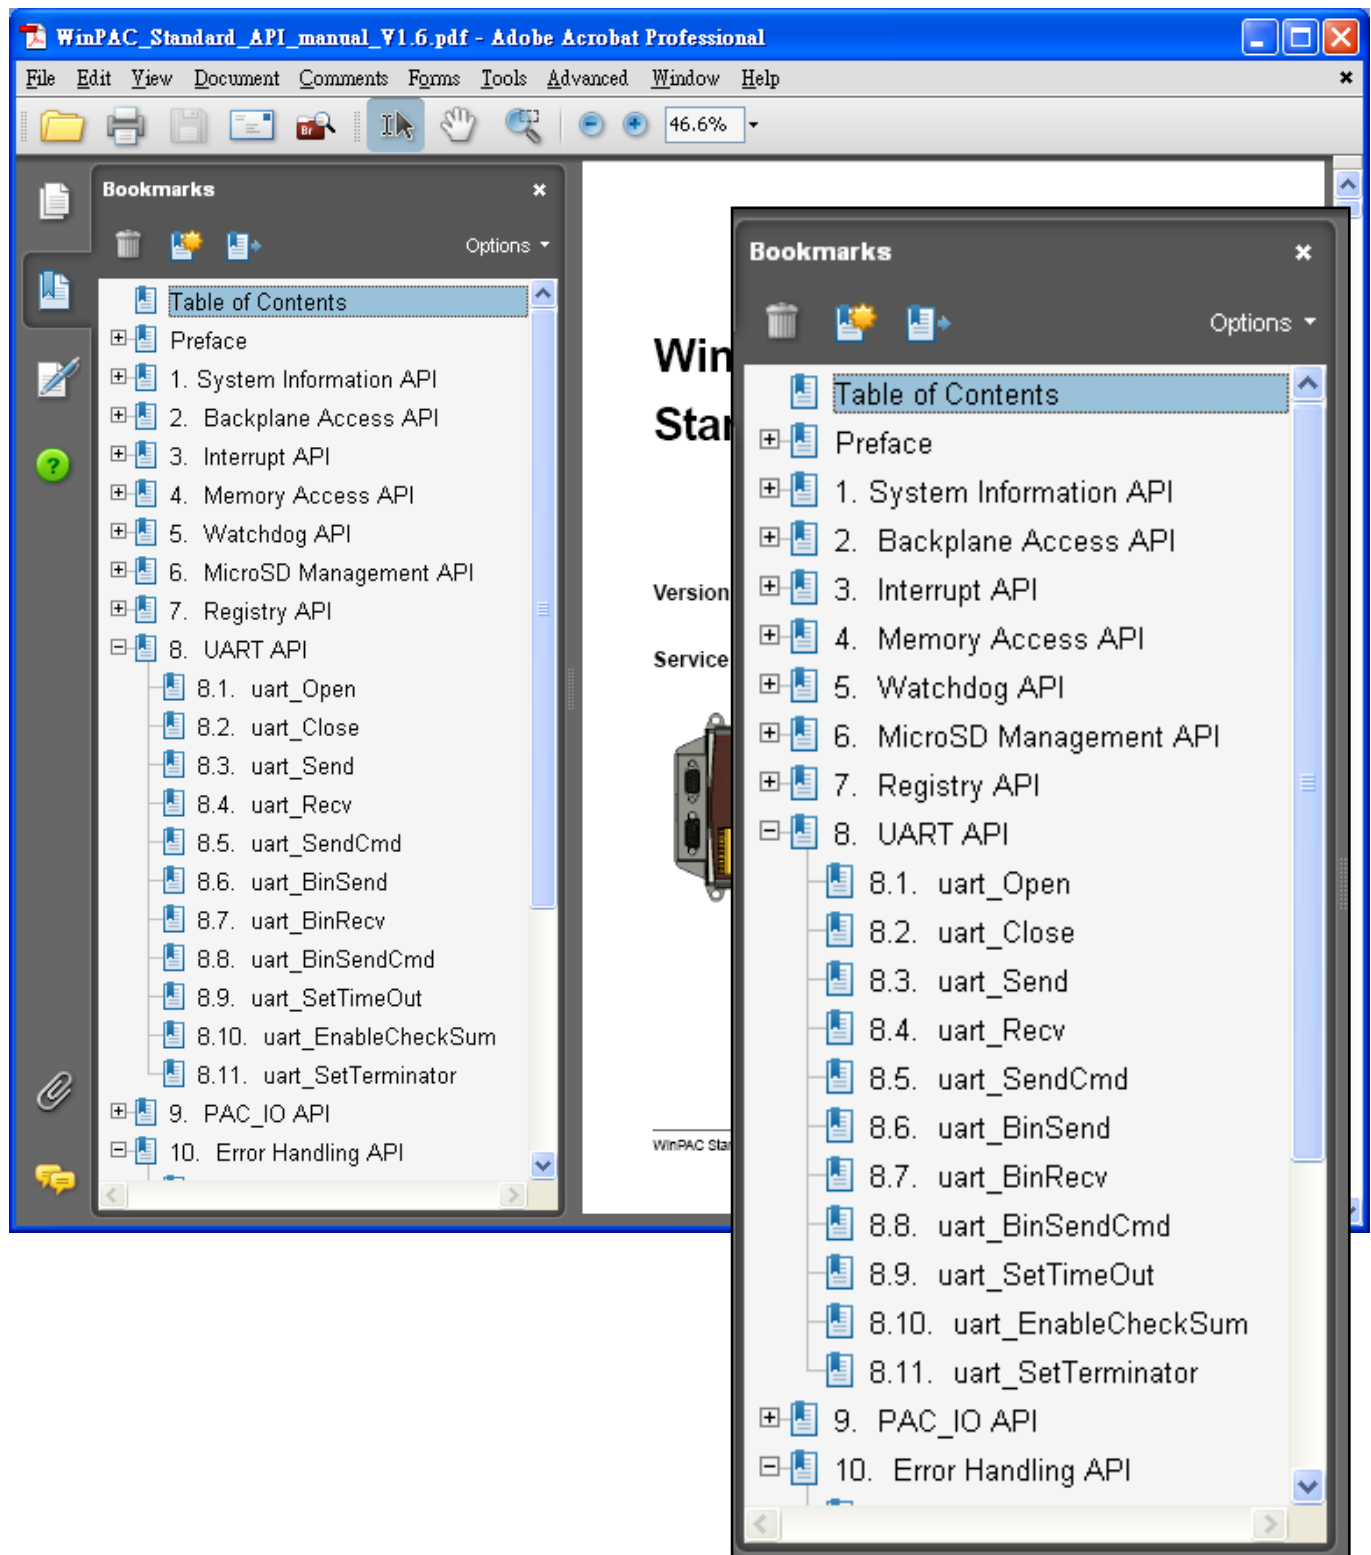 WinPAC_Standard_API_manual_V1.6.pdf - Adobe Acrobat Professional
File Edit View Document Comments Forms Tools Advanced Window Help
Br
46.6%
Bookmarks
Options
Table of Contents
Preface
1. System Information API
2. Backplane Access API
3. Interrupt API
4. Memory Access API
5. Watchdog API
6. MicroSD Management API
7. Registry API
8. UART API
8.1. uart_Open
8.2. uart_Close
8.3. uart_Send
8.4. uart_Recv
8.5. uart_SendCmd
8.6. uart_BinSend
8.7. uart_BinRecv
8.8. uart_BinSendCmd
8.9. uart_SetTimeOut
8.10. uart_EnableCheckSum
8.11. uart_SetTerminator
9. PAC_IO API
10. Error Handling API
Win
Star
Version
Service
WinPAC Star
Bookmarks
Options
Table of Contents
Preface
1. System Information API
2. Backplane Access API
3. Interrupt API
4. Memory Access API
5. Watchdog API
6. MicroSD Management API
7. Registry API
8. UART API
8.1. uart_Open
8.2. uart_Close
8.3. uart_Send
8.4. uart_Recv
8.5. uart_SendCmd
8.6. uart_BinSend
8.7. uart_BinRecv
8.8. uart_BinSendCmd
8.9. uart_SetTimeOut
8.10. uart_EnableCheckSum
8.11. uart_SetTerminator
9. PAC_IO API
10. Error Handling API